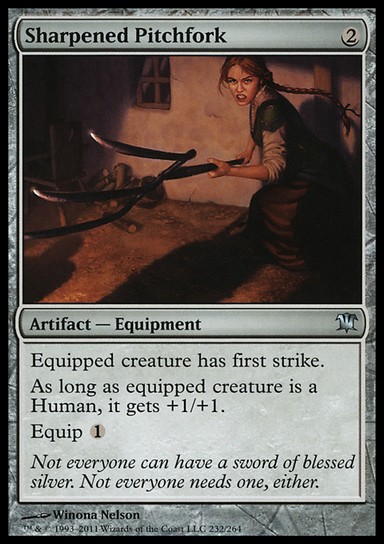 Sharpened Pitchfork 2
Artifact — Equipment
Equipped creature has first strike.
As long as equipped creature is a
Human, it gets +1/+1.
Equip 1
Not everyone can have a sword of blessed
silver. Not everyone needs one, either.
Winona Nelson
™ & © 1993–2011 Wizards of the Coast LLC 232/264